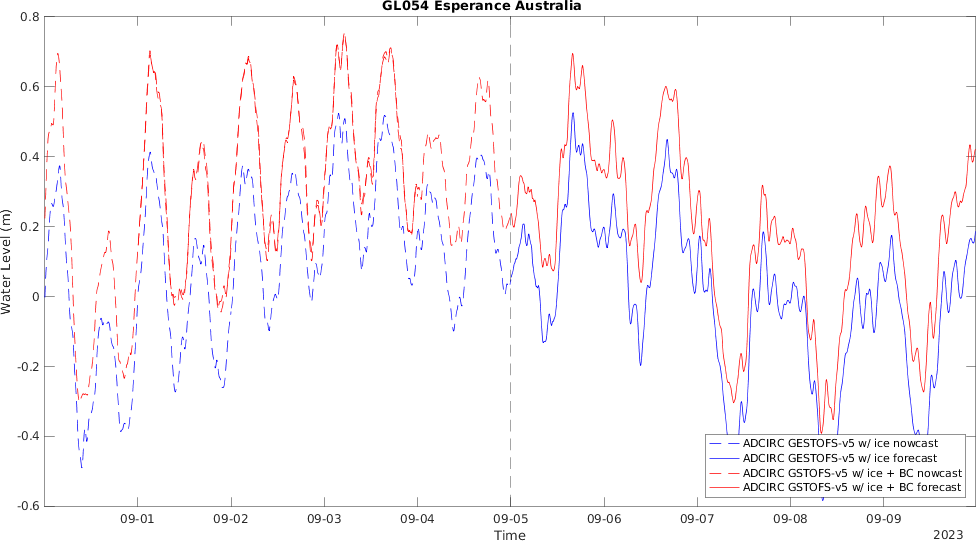 GL054 Esperance Australia
0.8
0.6
0.4
0.2
0
-0.2
-0.4
-0.6
Water Level (m)
ADCIRC GESTOFS-v5 w/ ice nowcast
ADCIRC GESTOFS-v5 w/ ice forecast
ADCIRC GSTOFS-v5 w/ ice + BC nowcast
ADCIRC GSTOFS-v5 w/ ice + BC forecast
09-01 09-02 09-03 09-04 09-05 09-06 09-07 09-08 09-09
Time
2023